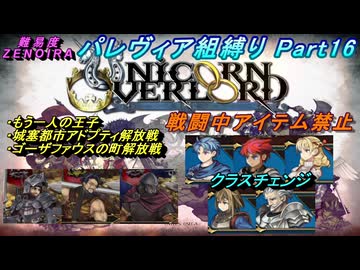 難易度
ZENOIRA
パレヴィア組縛り Part16
UNICORN
OVERLORD
・もう一人の王子
・城塞都市アドプティ解放戦
・ゴーザファウスの町解放戦
戦闘中アイテム禁止
クラスチェンジ